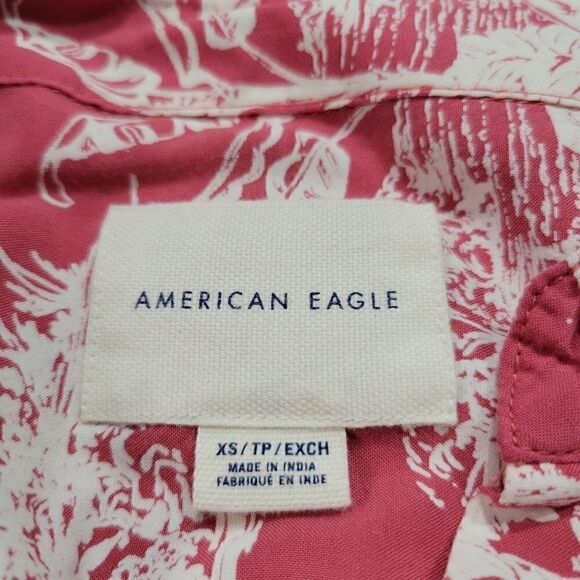 AMERICAN EAGLE
XS/TP/EXCH
MADE IN INDIA
FABRIQUÉ EN INDE